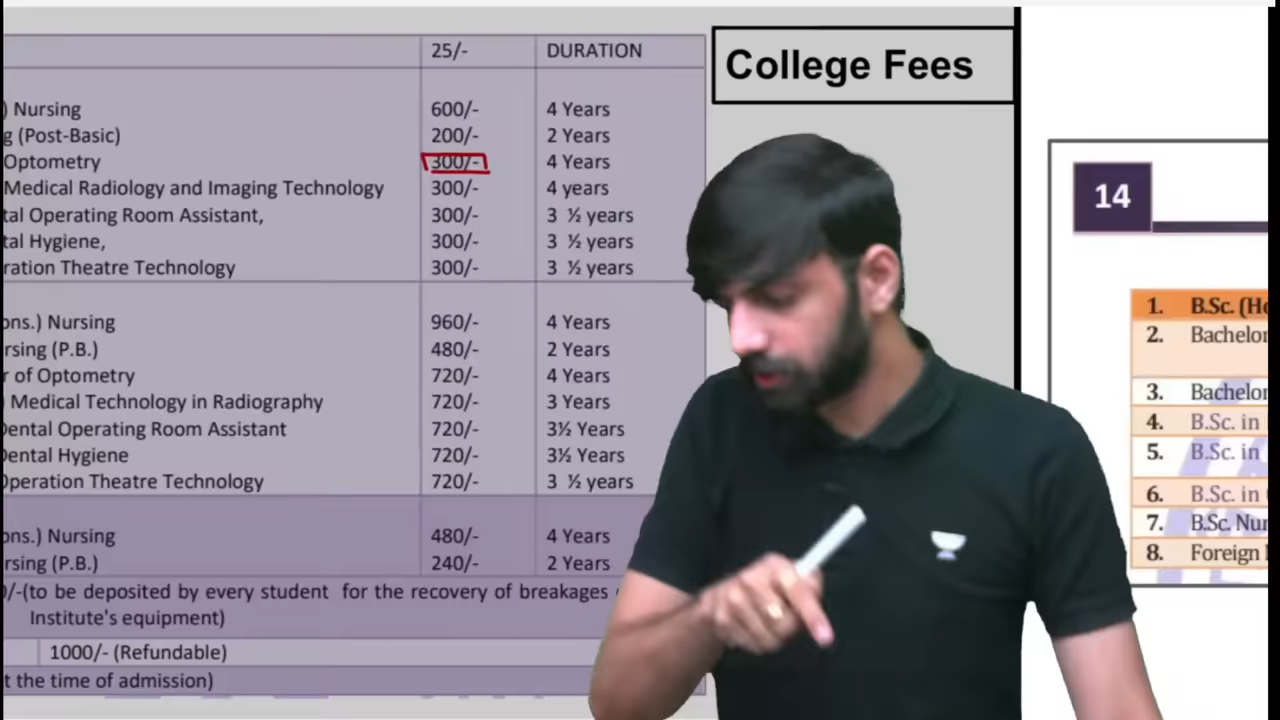 25/- DURATION
College Fees
) Nursing 600/- 4 Years
g (Post-Basic) 200/- 2 Years
Optometry 300/- 4 Years
Medical Radiology and Imaging Technology 300/- 4 years
tal Operating Room Assistant, 300/- 3 ½ years
tal Hygiene, 300/- 3 ½ years
ration Theatre Technology 300/- 3 ½ years
ons.) Nursing 960/- 4 Years
rsing (P.B.) 480/- 2 Years
r of Optometry 720/- 4 Years
) Medical Technology in Radiography 720/- 3 Years
Dental Operating Room Assistant 720/- 3½ Years
Dental Hygiene 720/- 3½ Years
Operation Theatre Technology 720/- 3 ½ years
ons.) Nursing 480/- 4 Years
rsing (P.B.) 240/- 2 Years
0/-(to be deposited by every student for the recovery of breakages
Institute's equipment)
1000/- (Refundable)
t the time of admission)
14
1. B.Sc. (Ho
2. Bachelor
3. Bachelor
4. B.Sc. in
5. B.Sc. in
6. B.Sc. in
7. B.Sc. Nur
8. Foreign